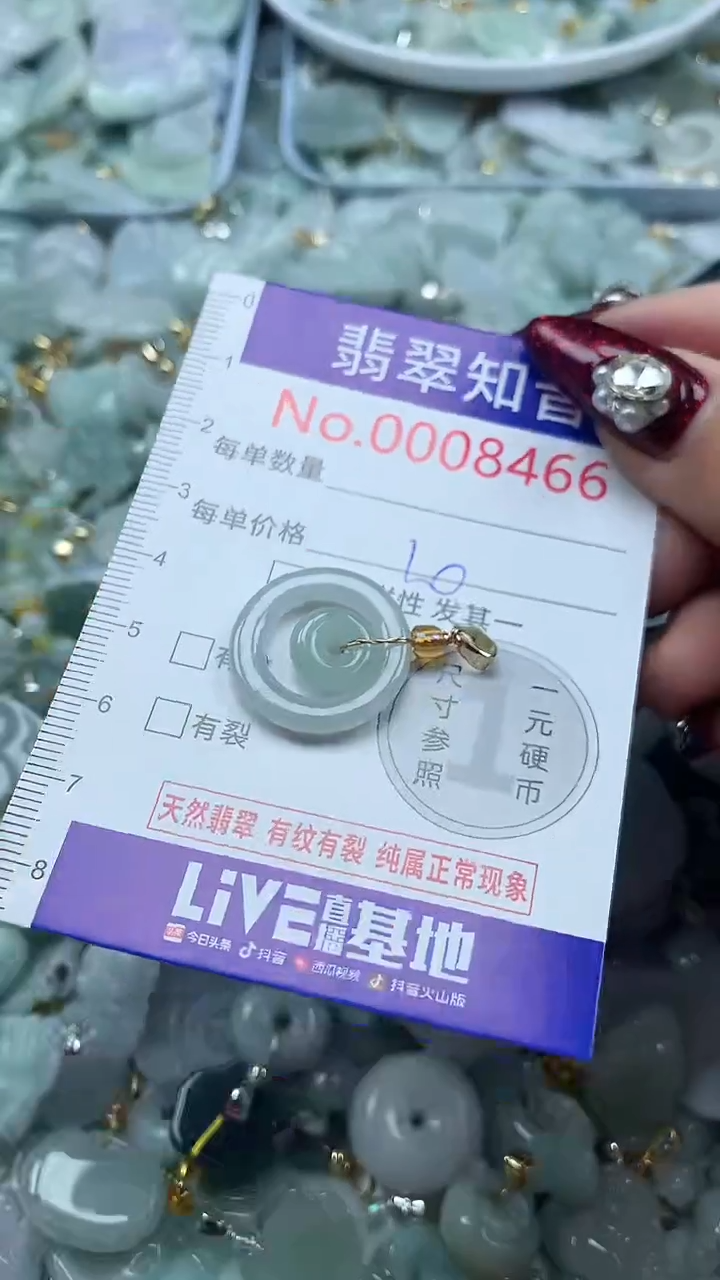 0
翡翠知音
1
No.0008466
2
每单数量
3
每单价格 10
4
性 发其一
5
有
6
有裂
尺寸参照
1
一元硬币
7
天然翡翠 有纹有裂 纯属正常现象
8
LiVE直播基地
今日头条 抖音 西瓜视频 抖音火山版